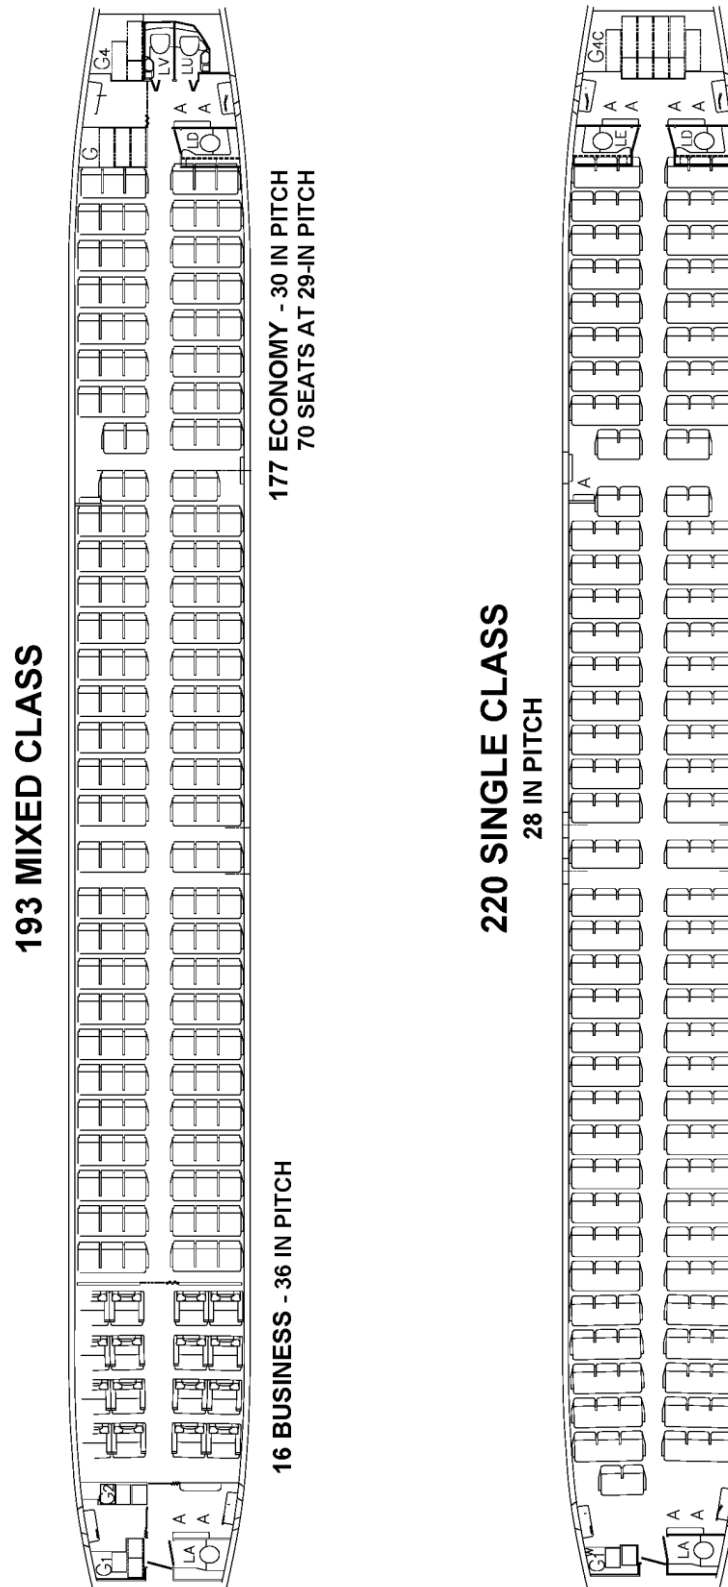 193 MIXED CLASS
G4
LV
LU
A
A
G
LD
177 ECONOMY - 30 IN PITCH
70 SEATS AT 29-IN PITCH
16 BUSINESS - 36 IN PITCH
G2
A
A
G1
LA
220 SINGLE CLASS
28 IN PITCH
G4C
A
A
A
A
LE
LD
A
A
A
G1W
LA